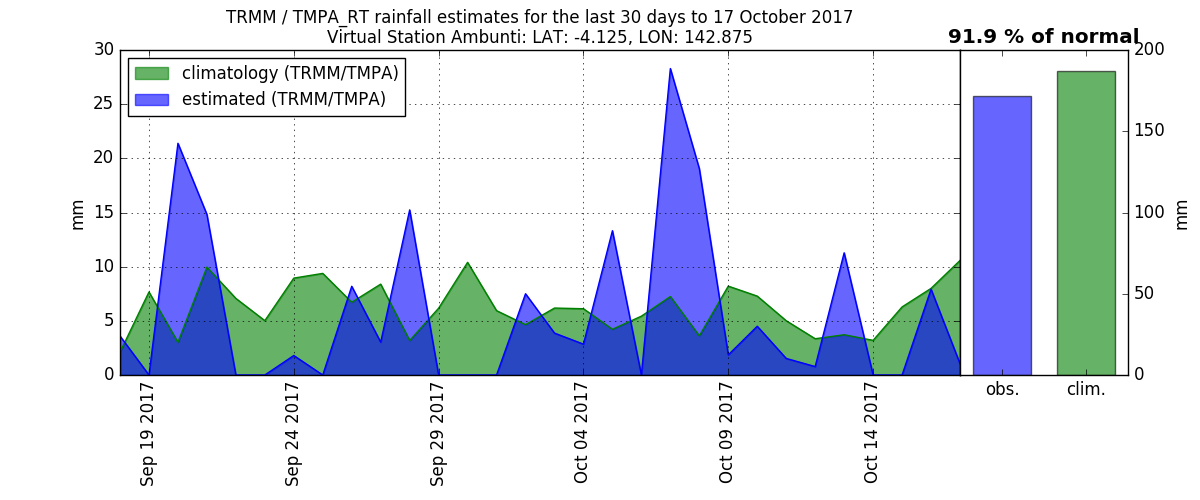 TRMM / TMPA_RT rainfall estimates for the last 30 days to 17 October 2017
Virtual Station Ambunti: LAT: -4.125, LON: 142.875
91.9 % of normal
climatology (TRMM/TMPA)
estimated (TRMM/TMPA)
30
25
20
15
10
5
0
mm
Sep 19 2017
Sep 24 2017
Sep 29 2017
Oct 04 2017
Oct 09 2017
Oct 14 2017
200
150
100
50
0
mm
obs.
clim.